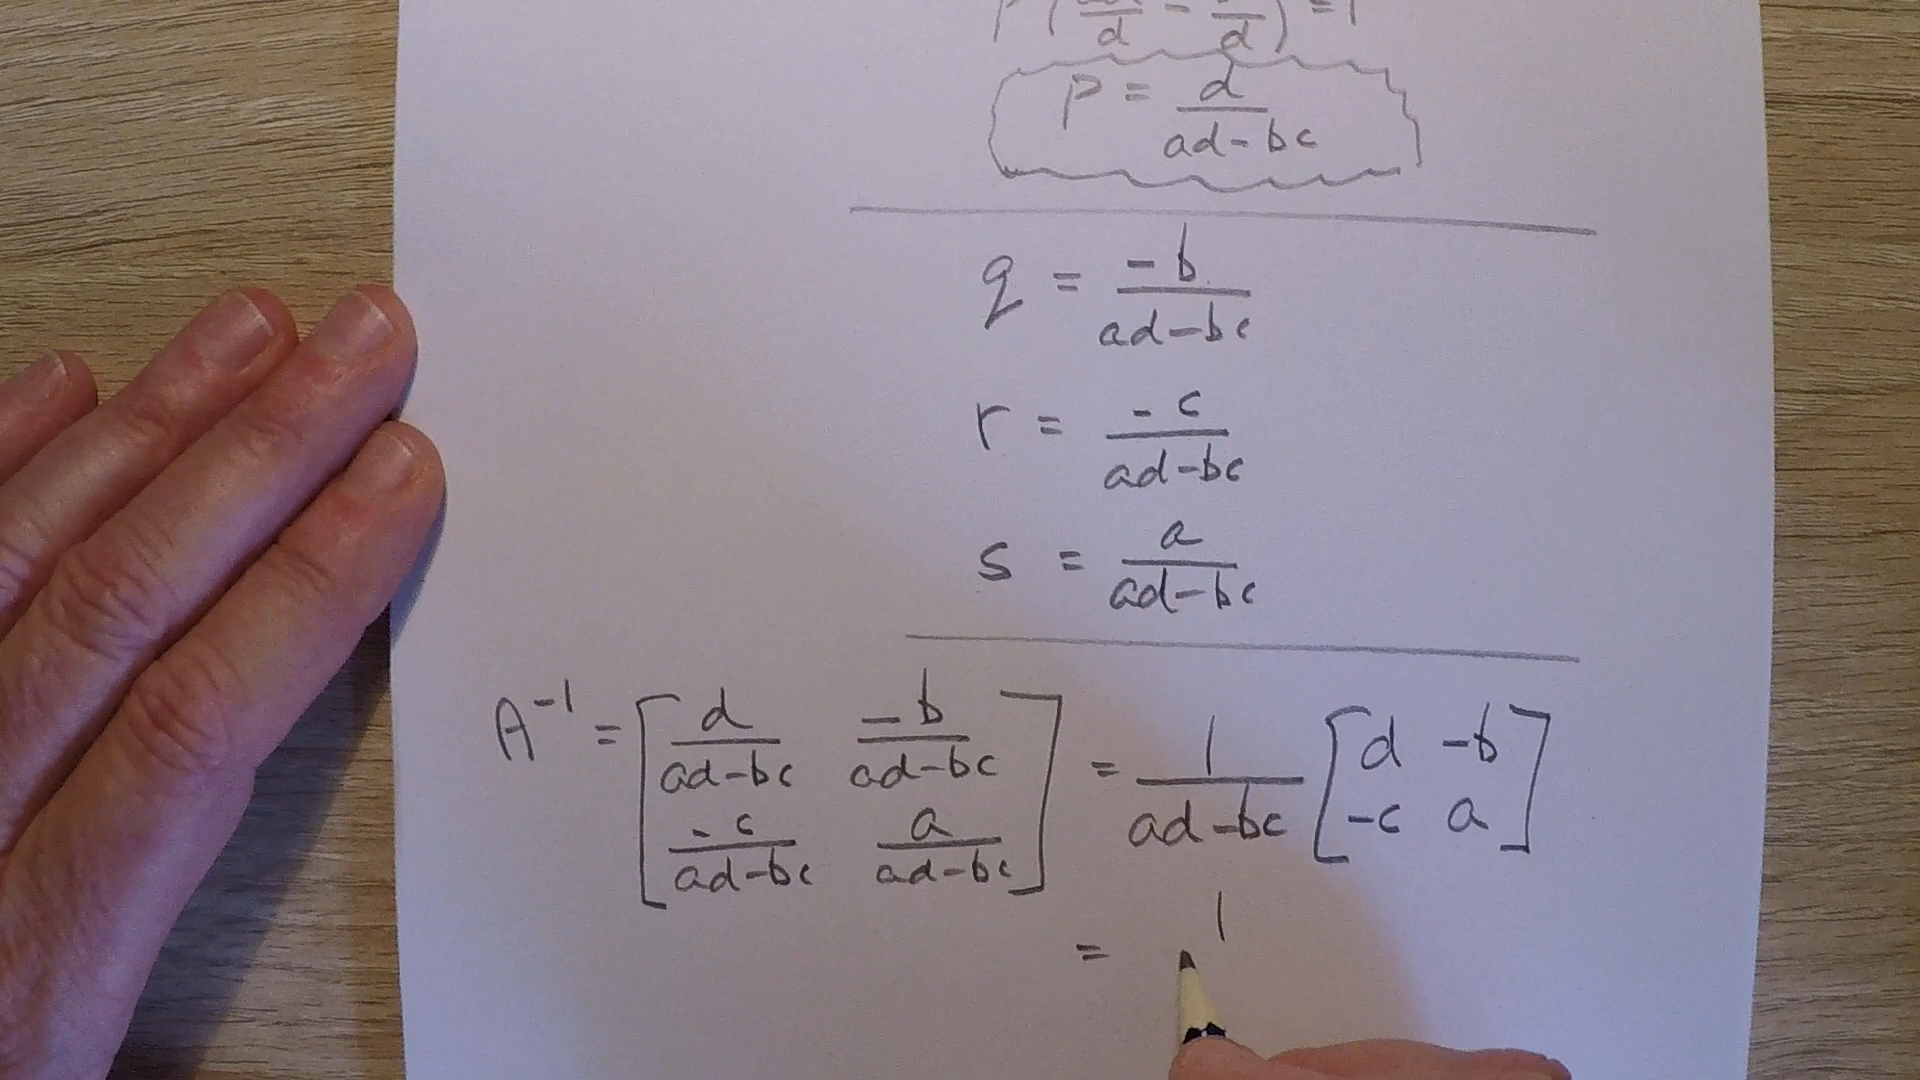 d - d) = 1
P = d / ad-bc
q = -b / ad-bc
r = -c / ad-bc
s = a / ad-bc
A⁻¹ = [d / ad-bc -b / ad-bc -c / ad-bc a / ad-bc] = 1 / ad-bc [d -b -c a]
= 1